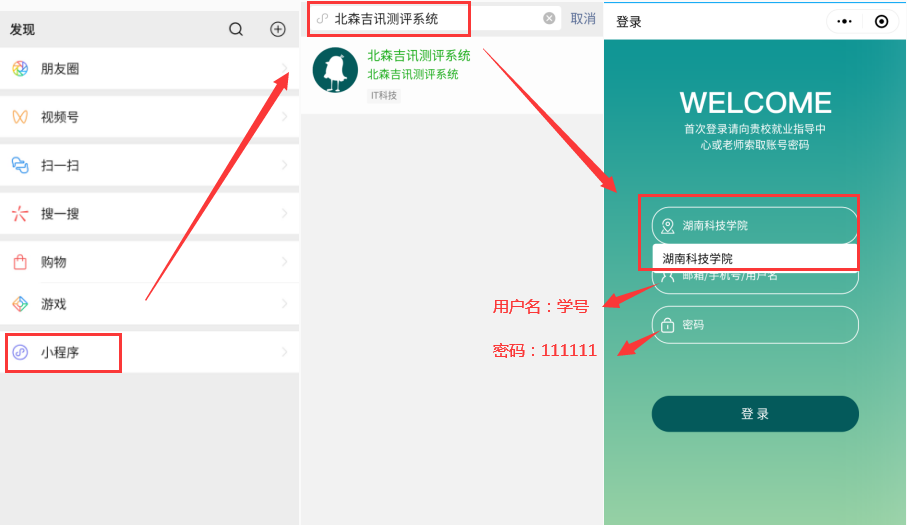 发现
朋友圈
视频号
扫一扫
搜一搜
购物
游戏
小程序
北森吉讯测评系统
取消
北森吉讯测评系统
北森吉讯测评系统
IT科技
登录
WELCOME
首次登录请向贵校就业指导中
心或老师索取账号密码
湖南科技学院
湖南科技学院
邮箱/手机号/用户名
用户名：学号
密码
密码：111111
登 录